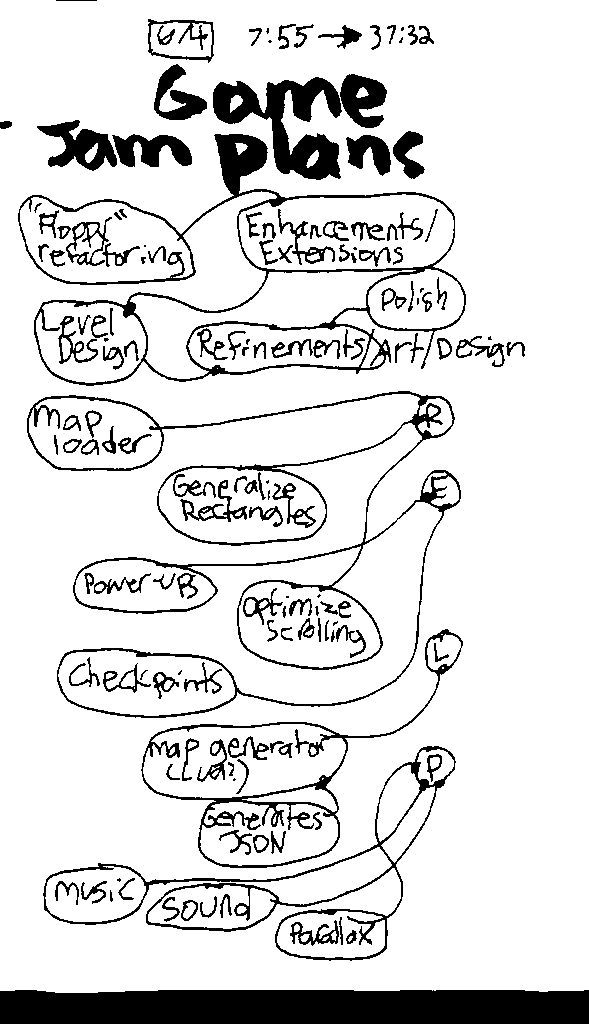 6/4 7:55 → 37:32
Game
Jam plans
"Floppy"
refactoring
Enhancements/
Extensions
Polish
Level
Design
Refinements/Art/Design
Map
loader
R
Generalize
Rectangles
E
Power-ups
Optimize
Scrolling
L
Checkpoints
Map generator
(Lua?)
P
Generates
JSON
Music
Sound
Parallax